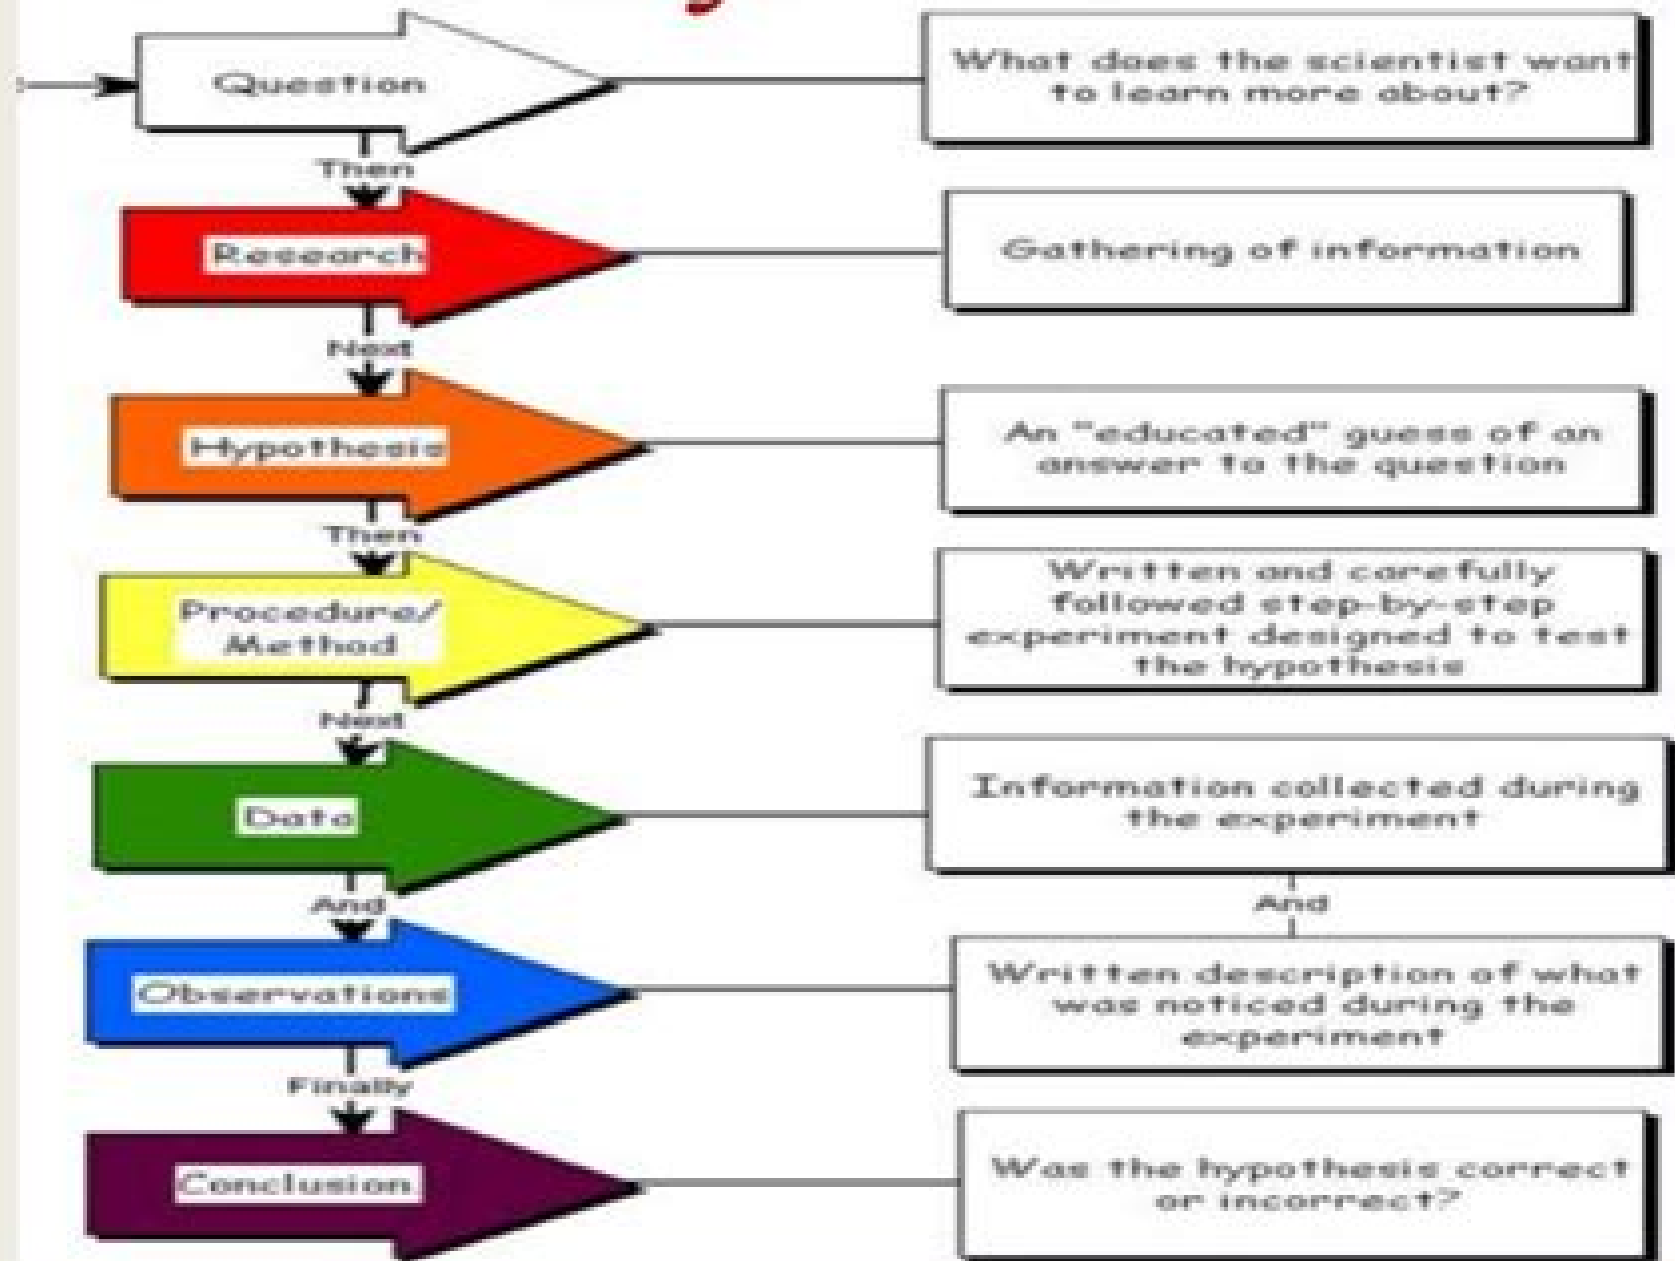 Question
What does the scientist want
to learn more about?
Then
Research
Gathering of information
Next
Hypothesis
An "educated" guess of an
answer to the question
Then
Procedure/
Method
Written and carefully
followed step-by-step
experiment designed to test
the hypothesis
Next
Data
Information collected during
the experiment
And
And
Observations
Written description of what
was noticed during the
experiment
Finally
Conclusion
Was the hypothesis correct
or incorrect?